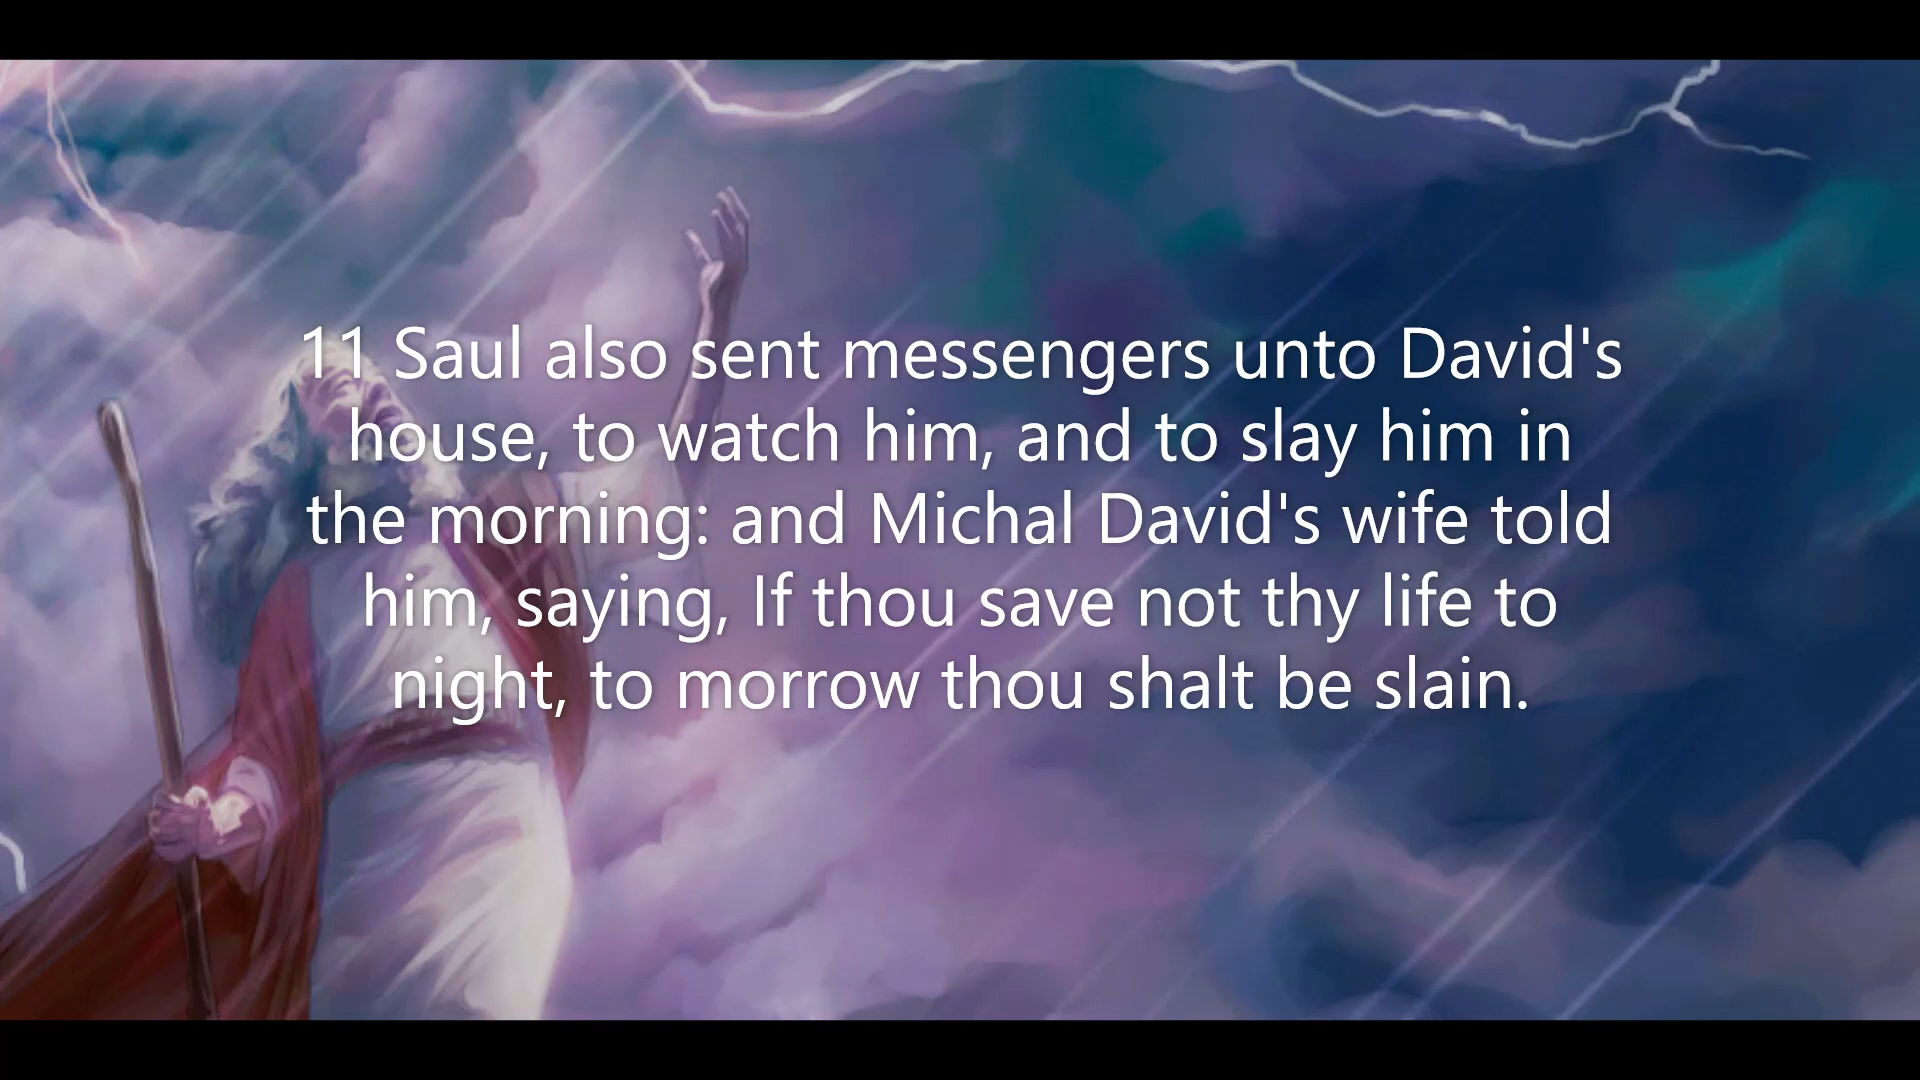 11 Saul also sent messengers unto David's
house, to watch him, and to slay him in
the morning: and Michal David's wife told
him, saying, If thou save not thy life to
night, to morrow thou shalt be slain.